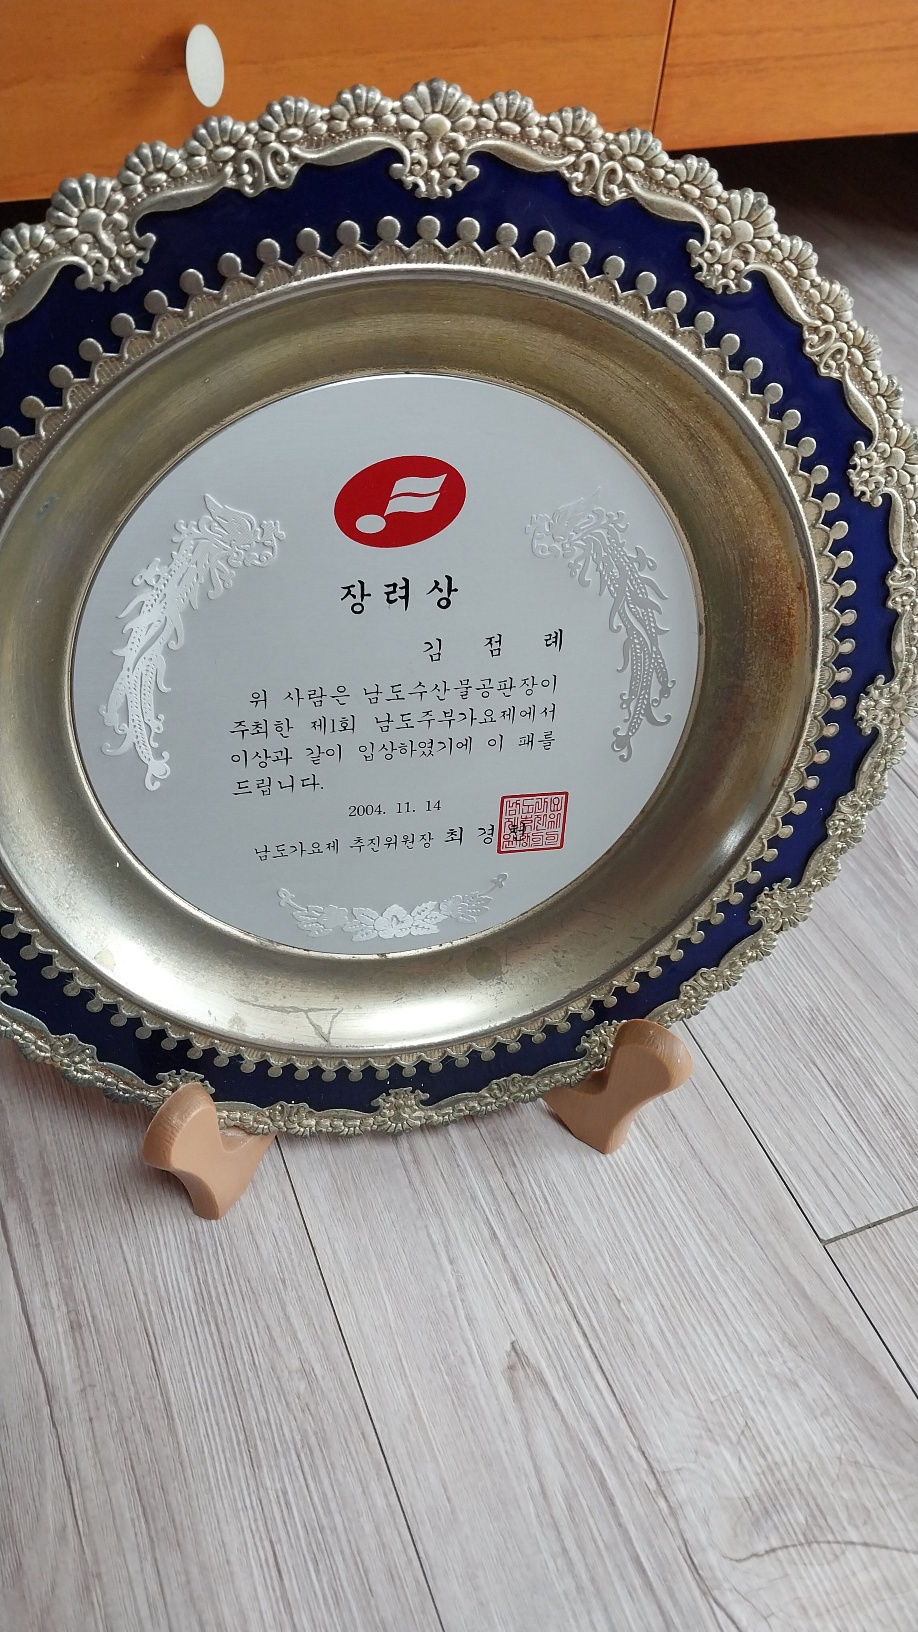 장려상
김 점 례
위 사람은 남도수산물공판장이
주최한 제1회 남도주부가요제에서
이상과 같이 입상하였기에 이 패를
드립니다.
2004. 11. 14
남도가요제 추진위원장 최 경